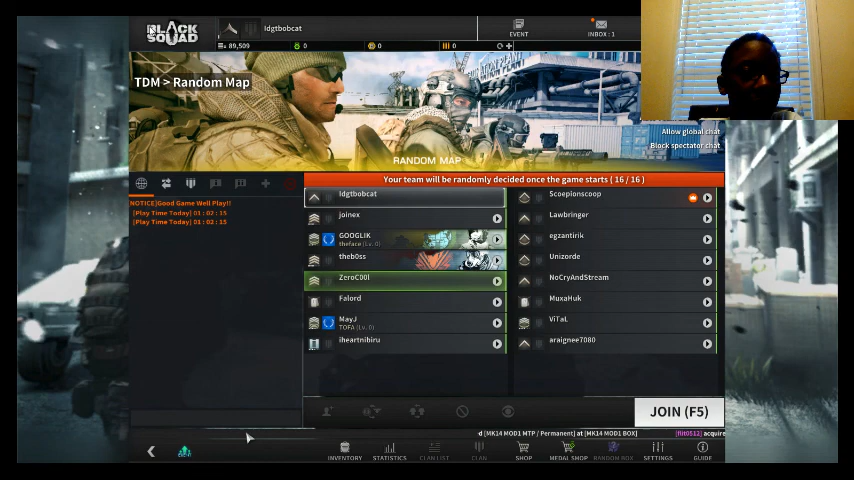 BLACK
SQUAD
Idgtbobcat
89,509
0
0
0
EVENT
INBOX : 1
TDM > Random Map
Allow global chat
Block spectator chat
RANDOM MAP
Your team will be randomly decided once the game starts ( 16 / 16 )
NOTICE]Good Game Well Play!!
[Play Time Today] 01 : 02 : 15
[Play Time Today] 01 : 02 : 15
Idgtbobcat
joinex
GOOGLIK
theface (Lv. 0)
theb0ss
ZeroC00l
Falord
MayJ
TOFA (Lv. 0)
iheartnibiru
Scoepionscoop
Lawbringer
egzantirik
Unizorde
NoCryAndStream
MuxaHuk
ViTaL
araignee7080
JOIN (F5)
d [MK14 MOD1 MTP / Permanent] at [MK14 MOD1 BOX]
[flit0512] acquire
INVENTORY
STATISTICS
CLAN LIST
CLAN
SHOP
MEDAL SHOP
RANDOM BOX
SETTINGS
GUIDE